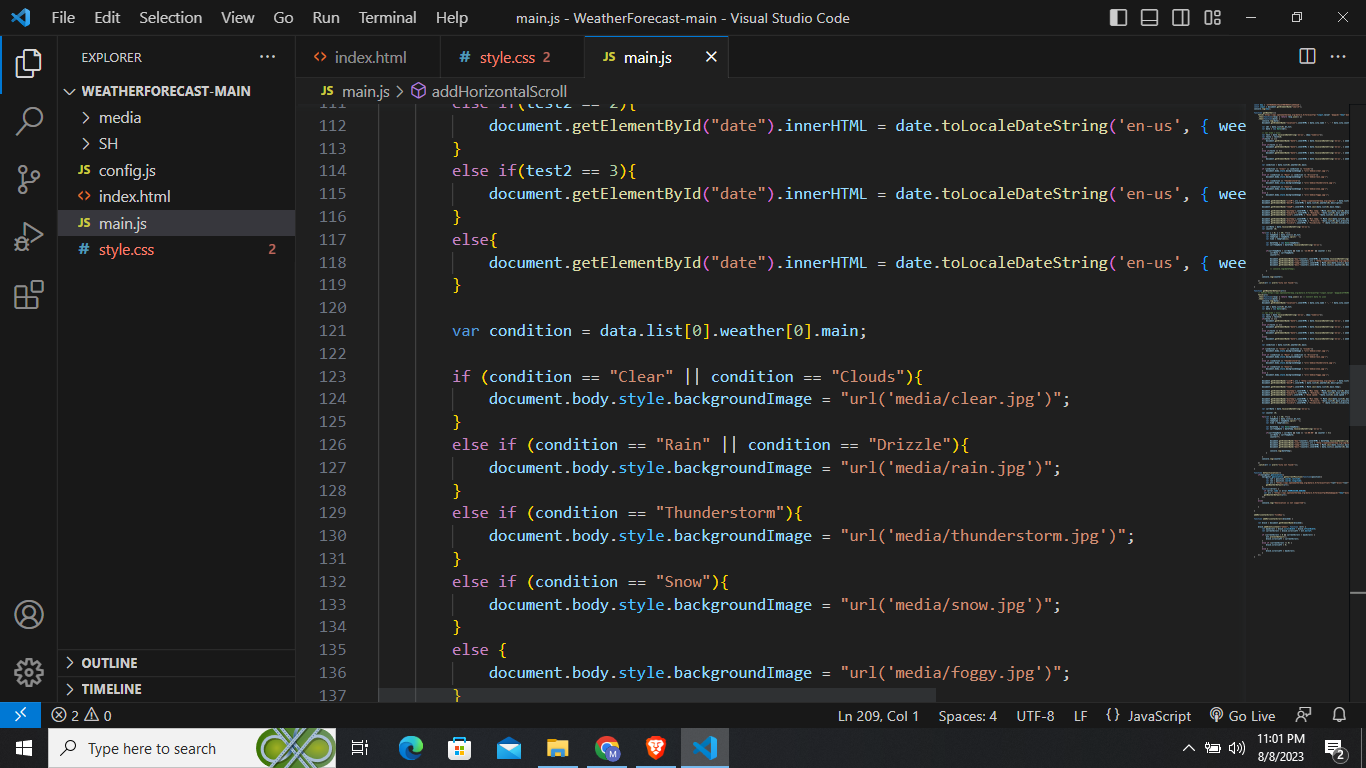 File Edit Selection View Go Run Terminal Help main.js - WeatherForecast-main - Visual Studio Code
EXPLORER
index.html
# style.css 2
JS main.js
WEATHERFORECAST-MAIN
JS main.js > addHorizontalScroll
media
SH
JS config.js
index.html
JS main.js
# style.css 2
111 else if(test2 == 2){
112 document.getElementById("date").innerHTML = date.toLocaleDateString('en-us', { wee
113 }
114 else if(test2 == 3){
115 document.getElementById("date").innerHTML = date.toLocaleDateString('en-us', { wee
116 }
117 else{
118 document.getElementById("date").innerHTML = date.toLocaleDateString('en-us', { wee
119 }
120
121 var condition = data.list[0].weather[0].main;
122
123 if (condition == "Clear" || condition == "Clouds"){
124 document.body.style.backgroundImage = "url('media/clear.jpg')";
125 }
126 else if (condition == "Rain" || condition == "Drizzle"){
127 document.body.style.backgroundImage = "url('media/rain.jpg')";
128 }
129 else if (condition == "Thunderstorm"){
130 document.body.style.backgroundImage = "url('media/thunderstorm.jpg')";
131 }
132 else if (condition == "Snow"){
133 document.body.style.backgroundImage = "url('media/snow.jpg')";
134 }
135 else {
136 document.body.style.backgroundImage = "url('media/foggy.jpg')";
137 }
OUTLINE
TIMELINE
2 0 Ln 209, Col 1 Spaces: 4 UTF-8 LF {} JavaScript Go Live
Type here to search
11:01 PM
8/8/2023
2